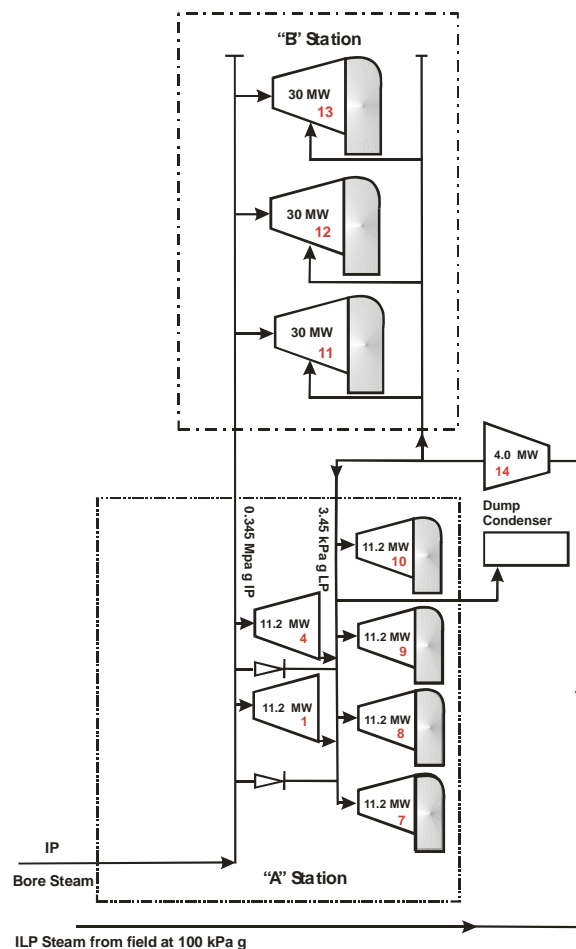 “B” Station
30 MW
13
30 MW
12
30 MW
11
4.0 MW
14
Dump
Condenser
0.345 Mpa g IP
3.45 kPa g LP
11.2 MW
10
11.2 MW
4
11.2 MW
9
11.2 MW
1
11.2 MW
8
11.2 MW
7
IP
Bore Steam
“A” Station
ILP Steam from field at 100 kPa g